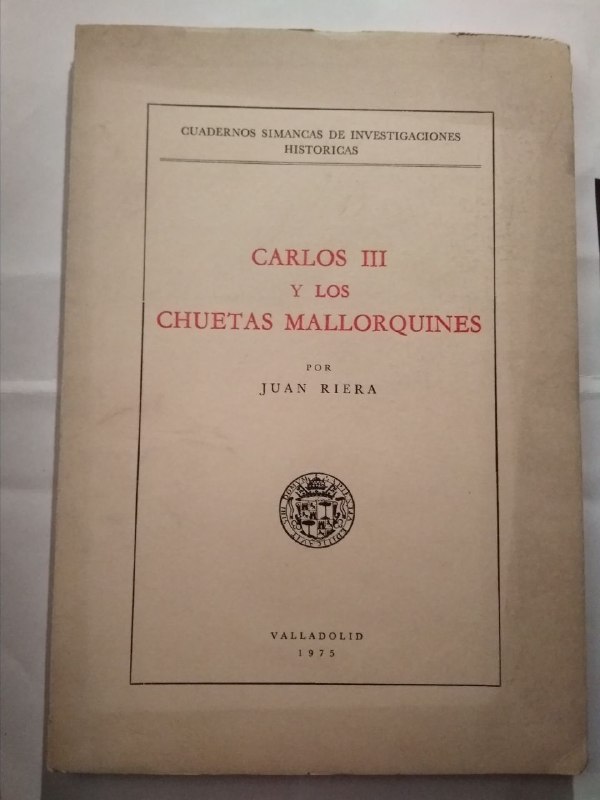 CUADERNOS SIMANCAS DE INVESTIGACIONES
HISTORICAS
CARLOS III
Y LOS
CHUETAS MALLORQUINES
POR
JUAN RIERA
VALLADOLID
1975